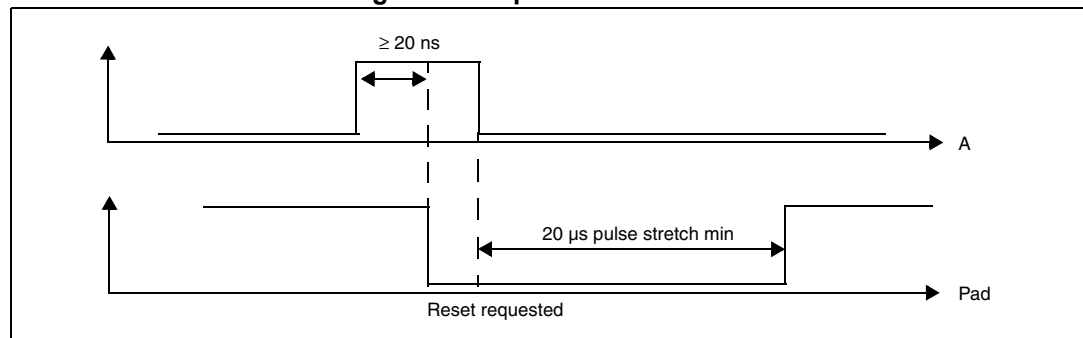 ≥ 20 ns
A
20 µs pulse stretch min
Pad
Reset requested